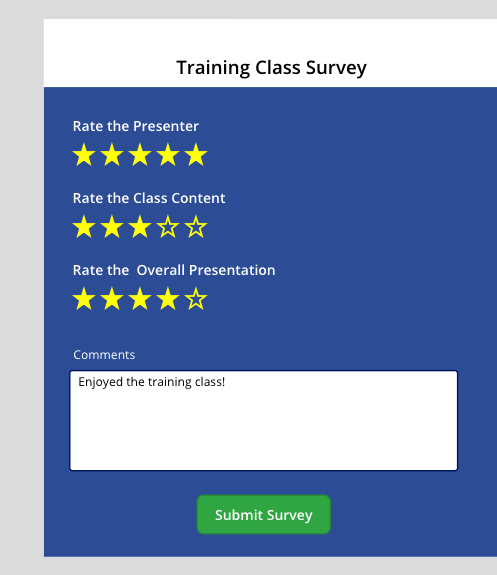 Training Class Survey
Rate the Presenter
Rate the Class Content
Rate the  Overall Presentation
Comments
Enjoyed the training class!
Submit Survey